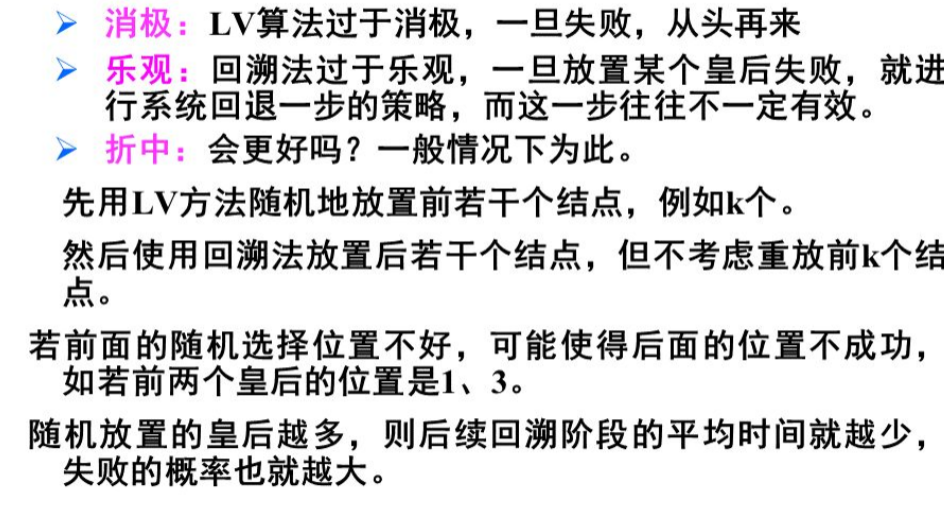 ➢ 消极：LV算法过于消极，一旦失败，从头再来
➢ 乐观：回溯法过于乐观，一旦放置某个皇后失败，就进
行系统回退一步的策略，而这一步往往不一定有效。
➢ 折中：会更好吗？一般情况下为此。
先用LV方法随机地放置前若干个结点，例如k个。
然后使用回溯法放置后若干个结点，但不考虑重放前k个结
点。
若前面的随机选择位置不好，可能使得后面的位置不成功，
如若前两个皇后的位置是1、3。
随机放置的皇后越多，则后续回溯阶段的平均时间就越少，
失败的概率也就越大。